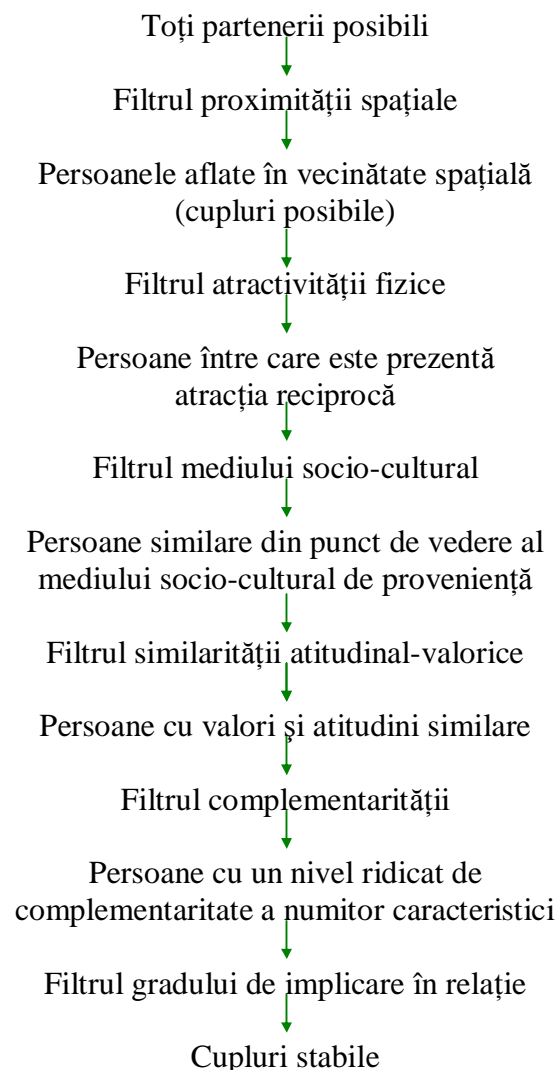 Toți partenerii posibili
Filtrul proximității spațiale
Persoanele aflate în vecinătate spațială
(cupluri posibile)
Filtrul atractivității fizice
Persoane între care este prezentă
atracția reciprocă
Filtrul mediului socio-cultural
Persoane similare din punct de vedere al
mediului socio-cultural de proveniență
Filtrul similarității atitudinal-valorice
Persoane cu valori și atitudini similare
Filtrul complementarității
Persoane cu un nivel ridicat de
complementaritate a numitor caracteristici
Filtrul gradului de implicare în relație
Cupluri stabile